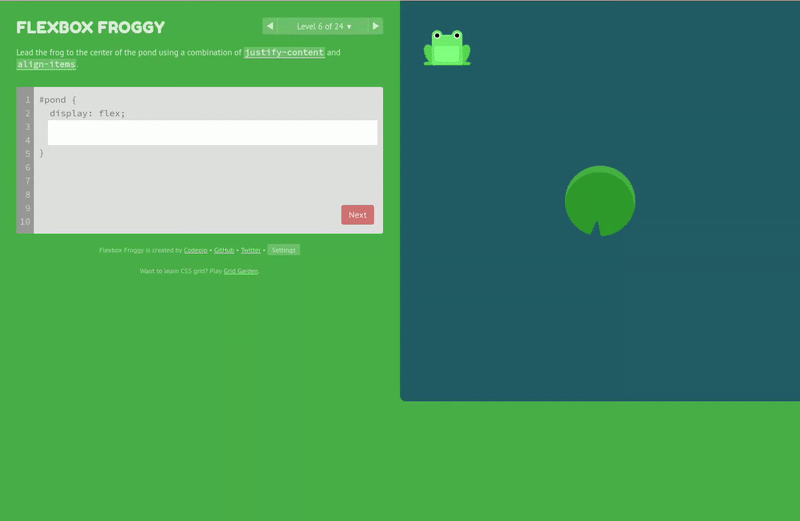 FLEXBOX FROGGY
◀ Level 6 of 24 ▾ ▶
Lead the frog to the center of the pond using a combination of justify-content and
align-items.
1 #pond {
2 display: flex;
3
4
5 }
6
7
8
9
10
Next
Flexbox Froggy is created by Codepip • GitHub • Twitter • Settings
Want to learn CSS grid? Play Grid Garden.